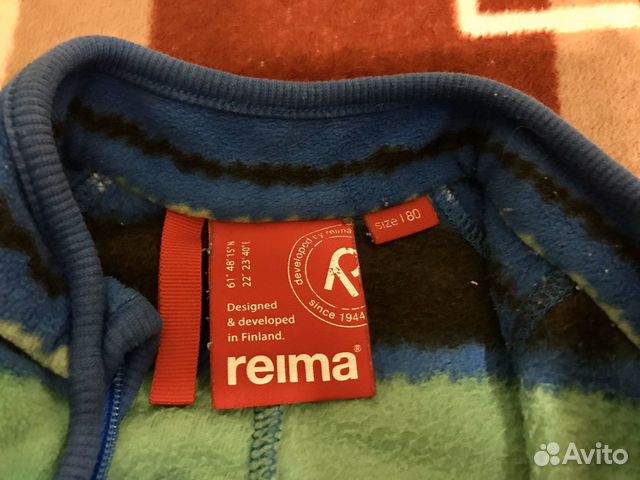 61° 48'15"N
22° 23'40"E
developed by reima
R
since 1944
Designed
& developed
in Finland.
reima®
size | 80
Avito